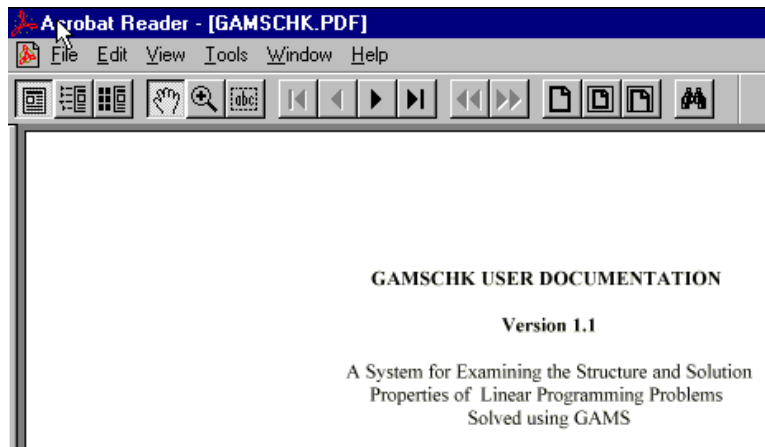 Acrobat Reader - [GAMSCHK.PDF]
File Edit View Tools Window Help
abc
GAMSCHK USER DOCUMENTATION
Version 1.1
A System for Examining the Structure and Solution
Properties of Linear Programming Problems
Solved using GAMS